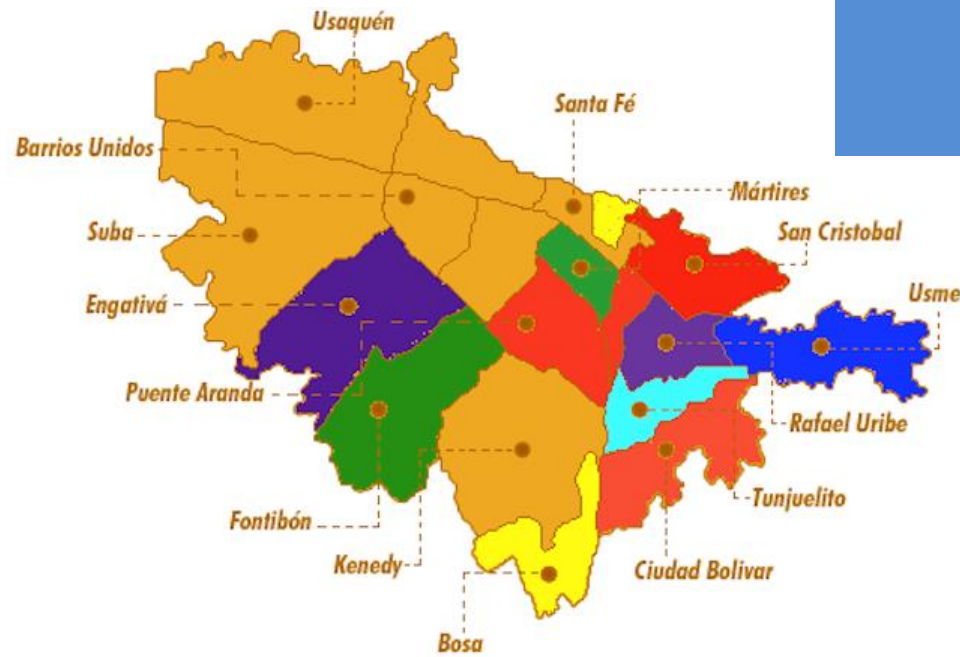 Usaquén
Santa Fé
Barrios Unidos
Mártires
Suba
San Cristobal
Engativá
Usme
Puente Aranda
Rafael Uribe
Tunjuelito
Fontibón
Kenedy
Ciudad Bolivar
Bosa